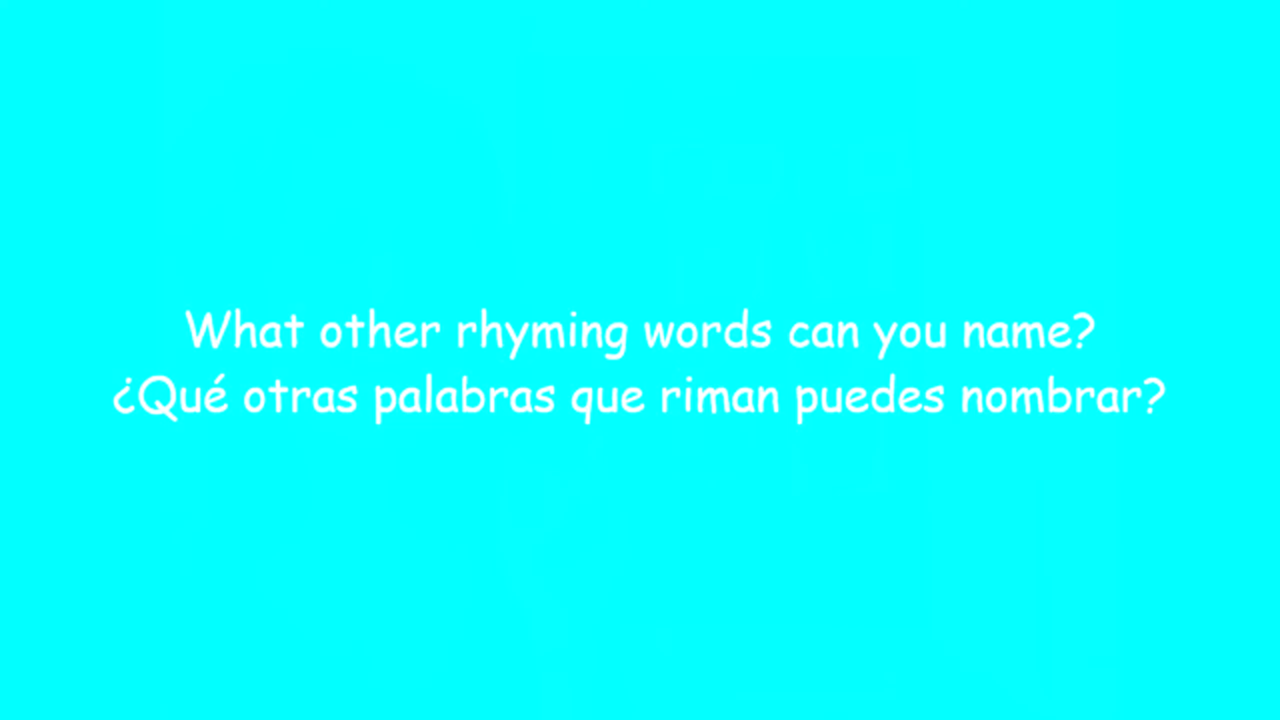 What other rhyming words can you name?
¿Qué otras palabras que riman puedes nombrar?